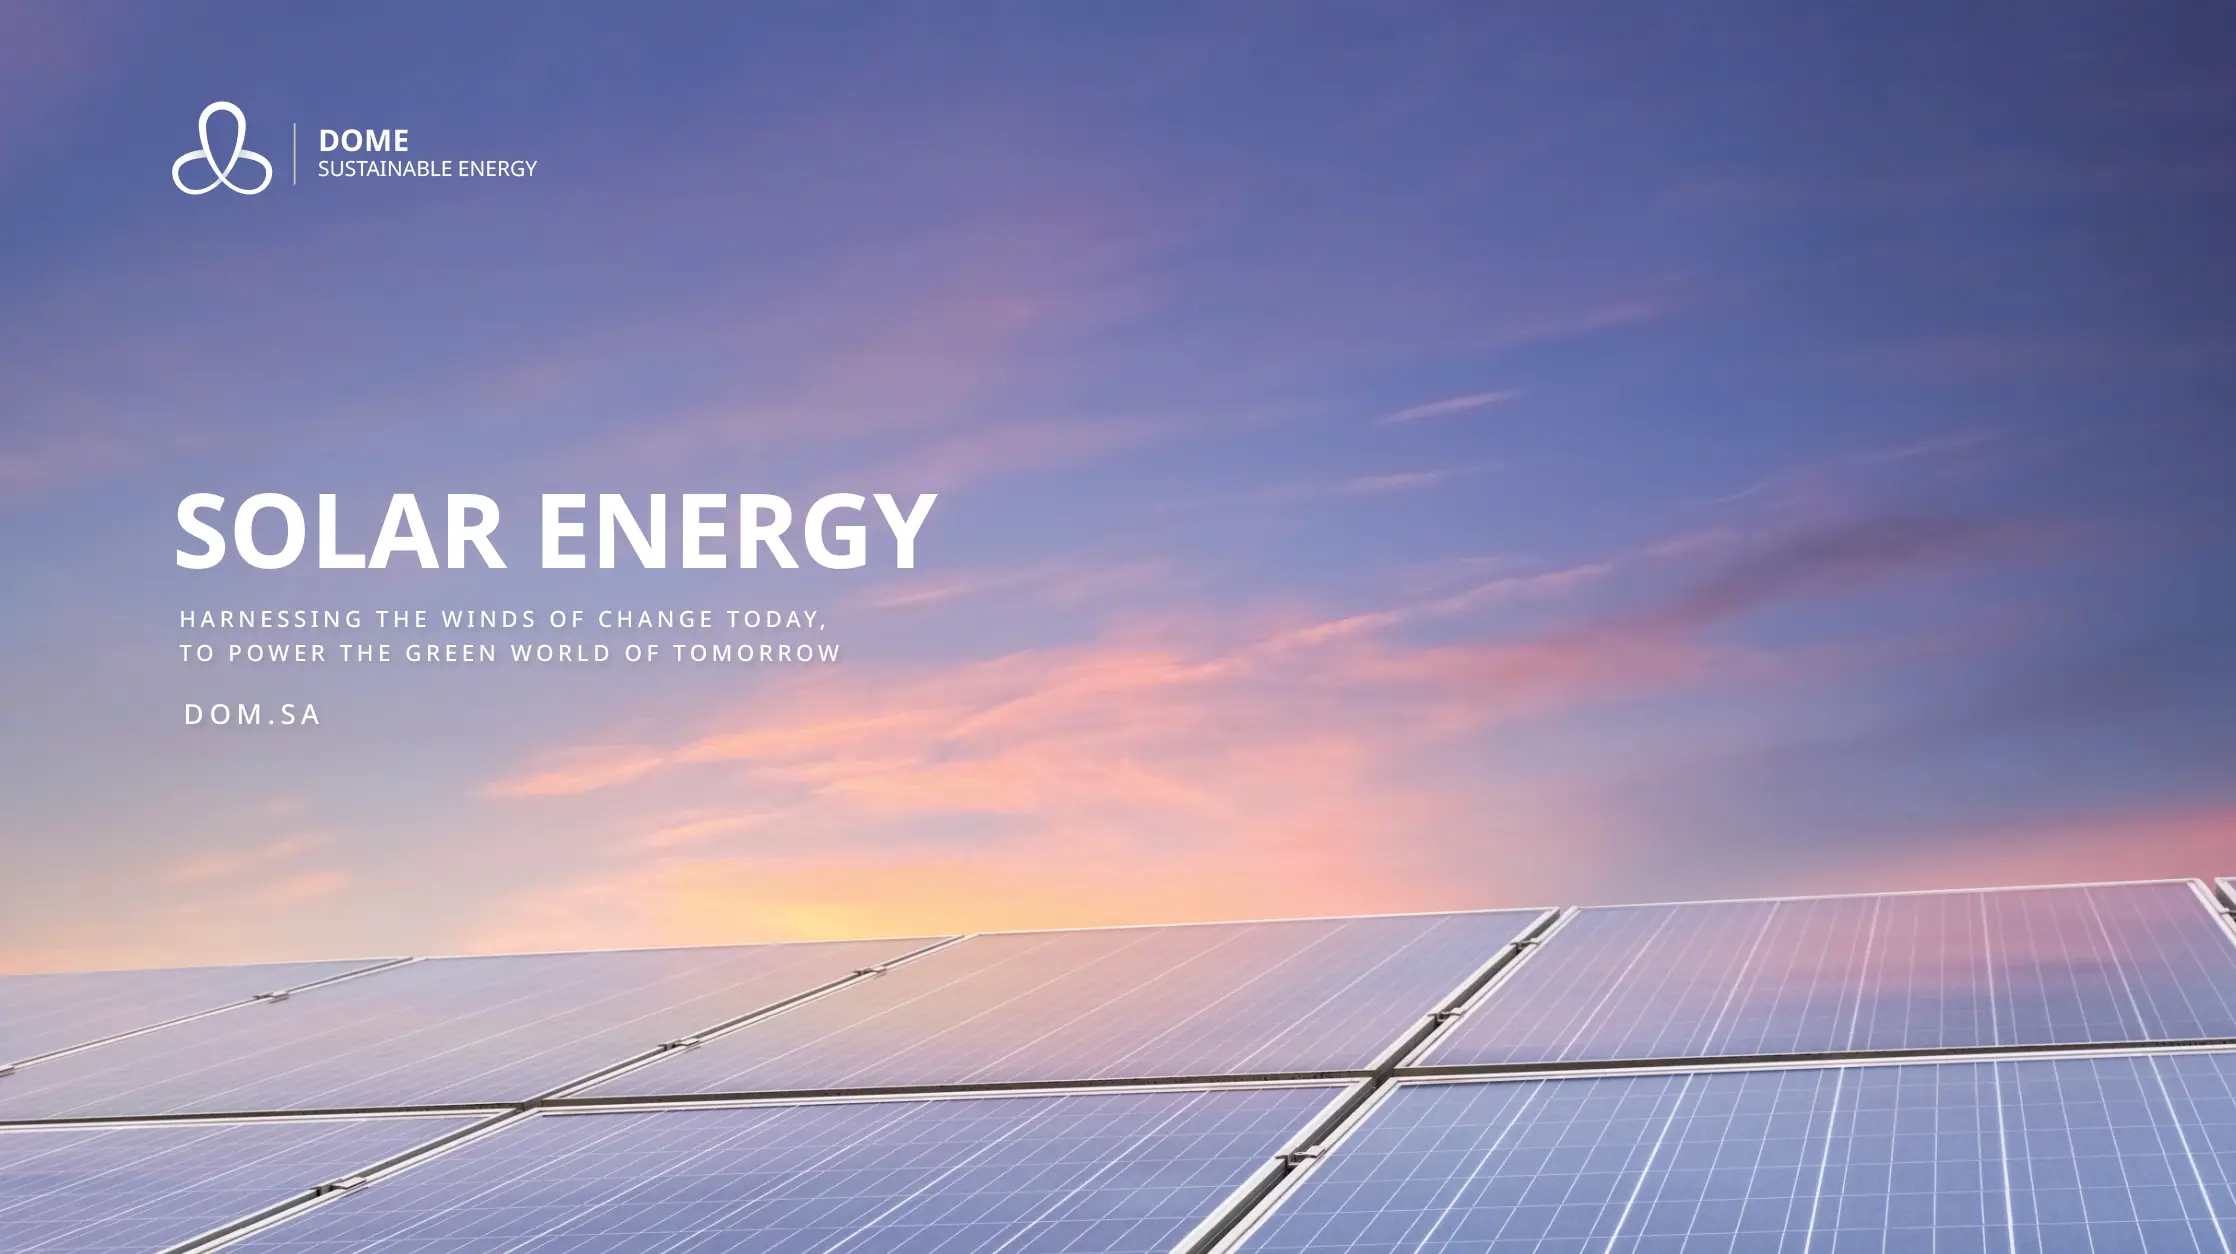 DOME
SUSTAINABLE ENERGY
SOLAR ENERGY
HARNESSING THE WINDS OF CHANGE TODAY,
TO POWER THE GREEN WORLD OF TOMORROW
DOM.SA